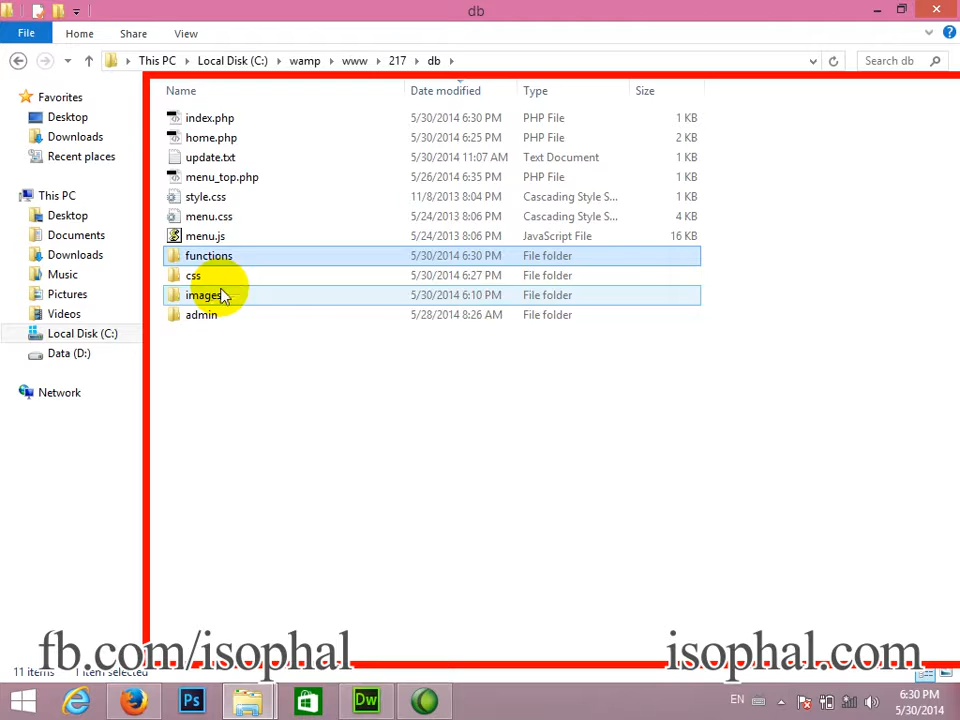 db
File Home Share View
This PC Local Disk (C:) wamp www 217 db Search db
Name Date modified Type Size
Favorites
Desktop
Downloads
Recent places
This PC
Desktop
Documents
Downloads
Music
Pictures
Videos
Local Disk (C:)
Data (D:)
Network
index.php 5/30/2014 6:30 PM PHP File 1 KB
home.php 5/30/2014 6:25 PM PHP File 2 KB
update.txt 5/30/2014 11:07 AM Text Document 1 KB
menu_top.php 5/26/2014 6:35 PM PHP File 1 KB
style.css 11/8/2013 8:04 PM Cascading Style S... 1 KB
menu.css 5/24/2013 8:06 PM Cascading Style S... 4 KB
menu.js 5/24/2013 8:06 PM JavaScript File 16 KB
functions 5/30/2014 6:30 PM File folder
css 5/30/2014 6:27 PM File folder
images 5/30/2014 6:10 PM File folder
admin 5/28/2014 8:26 AM File folder
fb.com/isophal isophal.com
11 items 1 item selected
Ps Dw EN 6:30 PM
5/30/2014